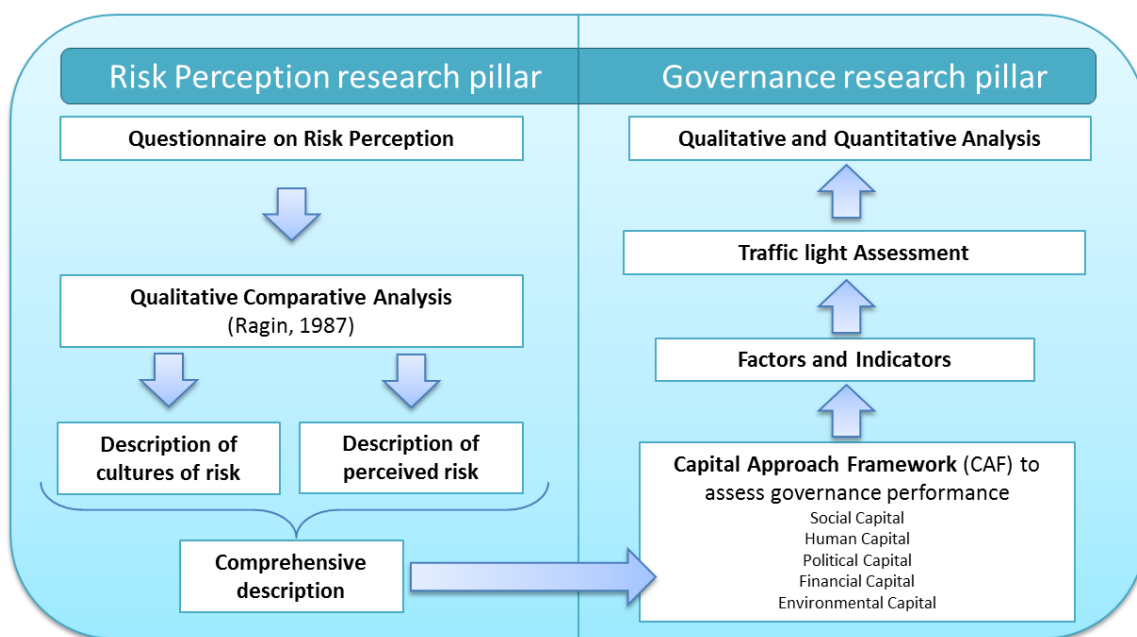 Risk Perception research pillar
Questionnaire on Risk Perception
Qualitative Comparative Analysis
(Ragin, 1987)
Description of
cultures of risk
Description of
perceived risk
Comprehensive
description
Governance research pillar
Qualitative and Quantitative Analysis
Traffic light Assessment
Factors and Indicators
Capital Approach Framework (CAF) to
assess governance performance
Social Capital
Human Capital
Political Capital
Financial Capital
Environmental Capital